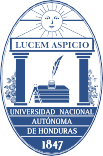 LUCEM ASPICIO
UNIVERSIDAD NACIONAL
AUTÓNOMA
DE HONDURAS
1847